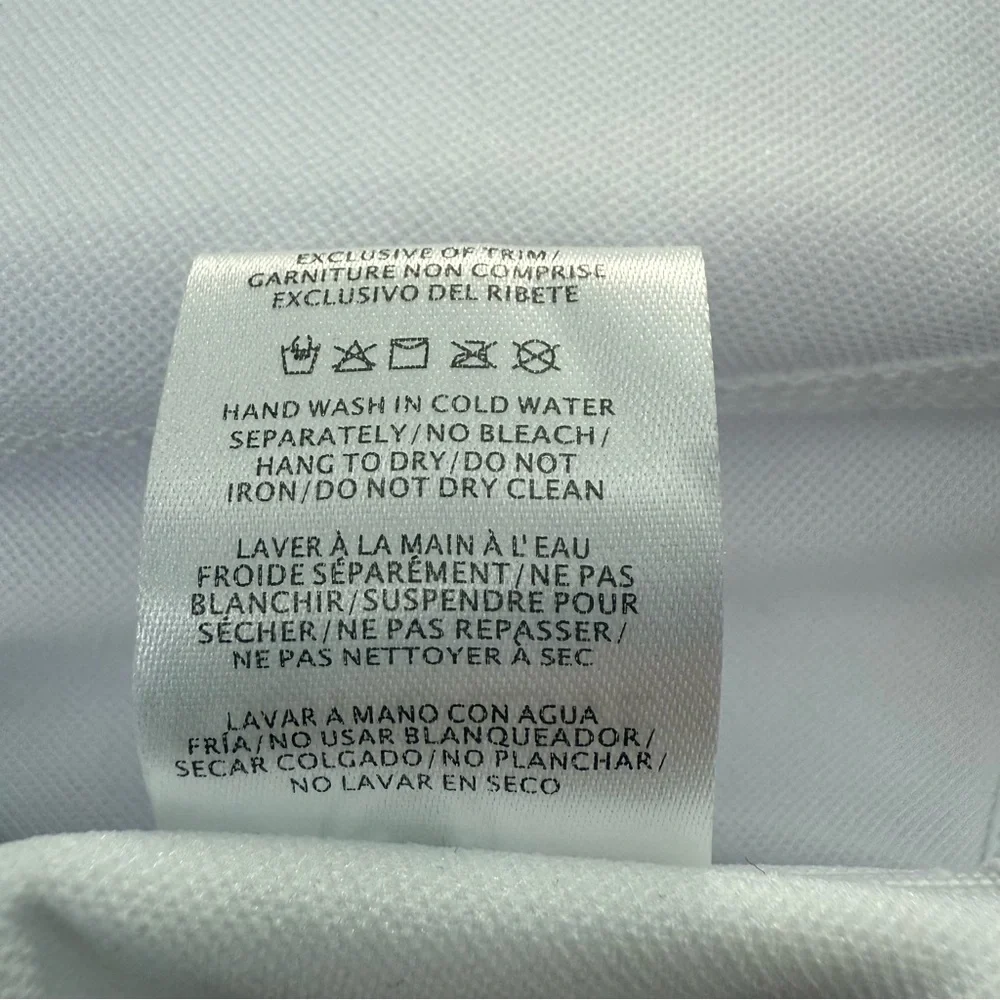 EXCLUSIVE OF TRIM/
GARNITURE NON COMPRISE
EXCLUSIVO DEL RIBETE
HAND WASH IN COLD WATER
SEPARATELY/NO BLEACH/
HANG TO DRY/DO NOT
IRON/DO NOT DRY CLEAN
LAVER À LA MAIN À L'EAU
FROIDE SÉPARÉMENT/NE PAS
BLANCHIR/SUSPENDRE POUR
SÉCHER/NE PAS REPASSER/
NE PAS NETTOYER À SEC
LAVAR A MANO CON AGUA
FRÍA/NO USAR BLANQUEADOR/
SECAR COLGADO/NO PLANCHAR/
NO LAVAR EN SECO